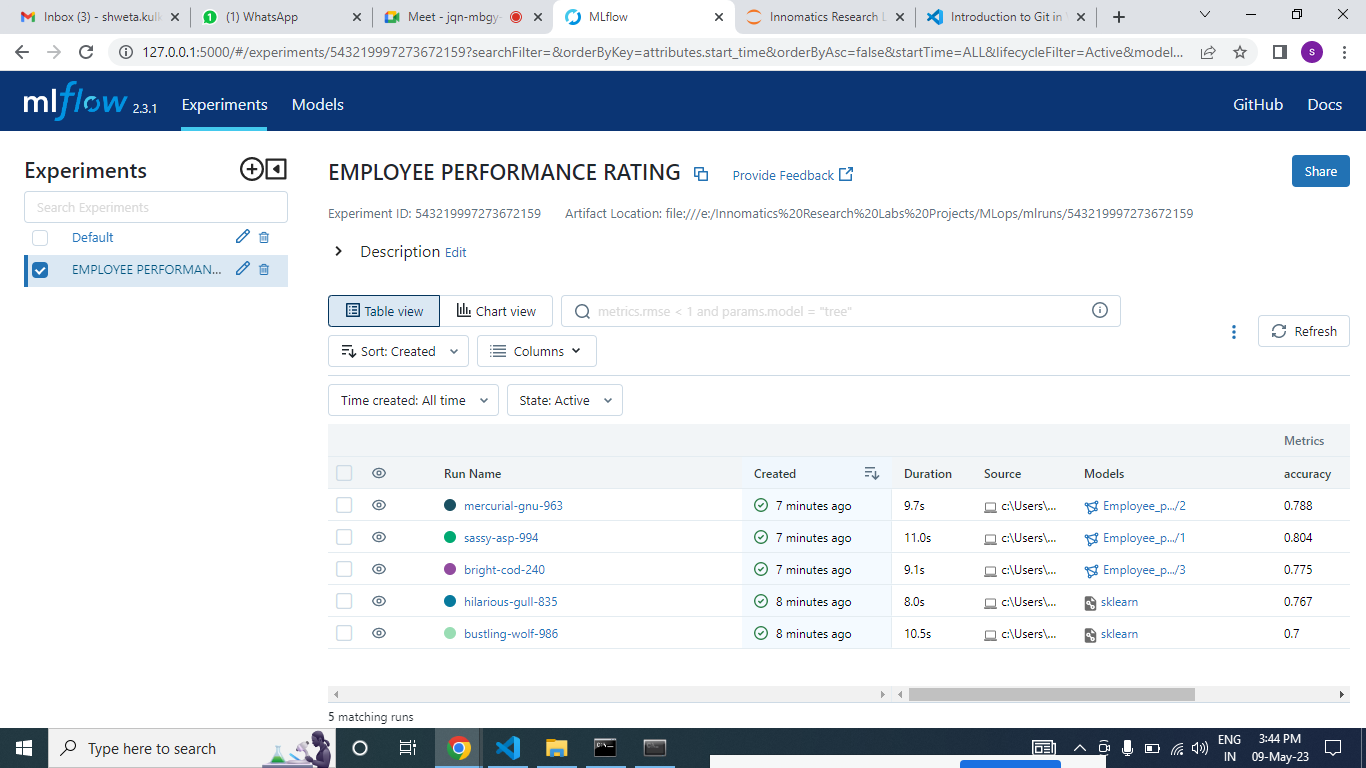 Inbox (3) - shweta.kul
(1) WhatsApp
Meet - jqn-mbgy-
MLflow
Innomatics Research L
Introduction to Git in
127.0.0.1:5000/#/experiments/543219997273672159?searchFilter=&orderByKey=attributes.start_time&orderByAsc=false&startTime=ALL&lifecycleFilter=Active&model...
s
mlflow 2.3.1 Experiments Models GitHub Docs
Experiments
Search Experiments
Default
EMPLOYEE PERFORMAN...
EMPLOYEE PERFORMANCE RATING Provide Feedback Share
Experiment ID: 543219997273672159 Artifact Location: file:///e:/Innomatics%20Research%20Labs%20Projects/MLops/mlruns/543219997273672159
Description Edit
Table view Chart view metrics.rmse < 1 and params.model = "tree"
Refresh
Sort: Created Columns
Time created: All time State: Active
Metrics
Run Name Created Duration Source Models accuracy
mercurial-gnu-963 7 minutes ago 9.7s c:\Users\... Employee_p.../2 0.788
sassy-asp-994 7 minutes ago 11.0s c:\Users\... Employee_p.../1 0.804
bright-cod-240 7 minutes ago 9.1s c:\Users\... Employee_p.../3 0.775
hilarious-gull-835 8 minutes ago 8.0s c:\Users\... sklearn 0.767
bustling-wolf-986 8 minutes ago 10.5s c:\Users\... sklearn 0.7
5 matching runs
Type here to search
ENG
IN
3:44 PM
09-May-23